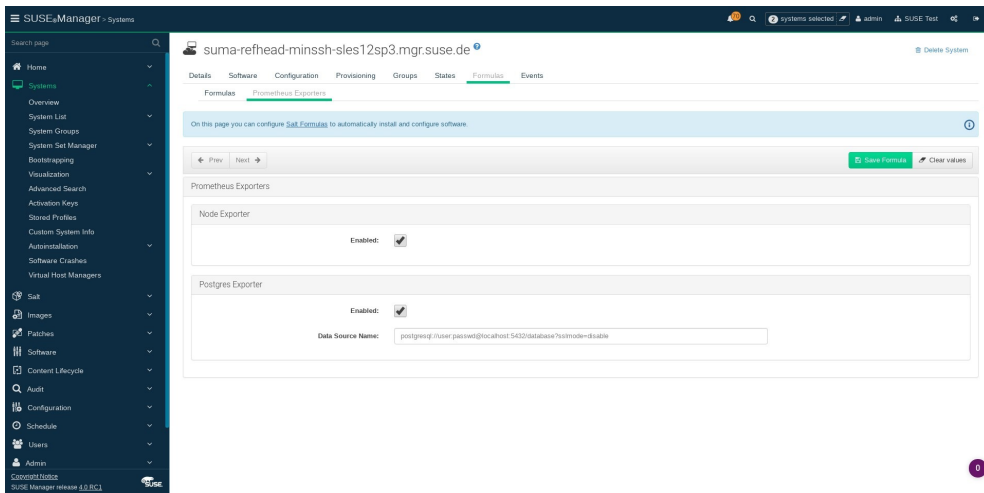 SUSE Manager > Systems
20
2 systems selected
admin
SUSE Test
Search page
Home
Systems
Overview
System List
System Groups
System Set Manager
Bootstrapping
Visualization
Advanced Search
Activation Keys
Stored Profiles
Custom System Info
Autoinstallation
Software Crashes
Virtual Host Managers
Salt
Images
Patches
Software
Content Lifecycle
Audit
Configuration
Schedule
Users
Admin
Copyright Notice
SUSE Manager release 4.0 RC1
SUSE
suma-refhead-minssh-sles12sp3.mgr.suse.de ?
Delete System
Details Software Configuration Provisioning Groups States Formulas Events
Formulas Prometheus Exporters
On this page you can configure Salt Formulas to automatically install and configure software.
Prev Next Save Formula Clear values
Prometheus Exporters
Node Exporter
Enabled:
Postgres Exporter
Enabled:
Data Source Name: postgresql://user:passwd@localhost:5432/database?sslmode=disable
0